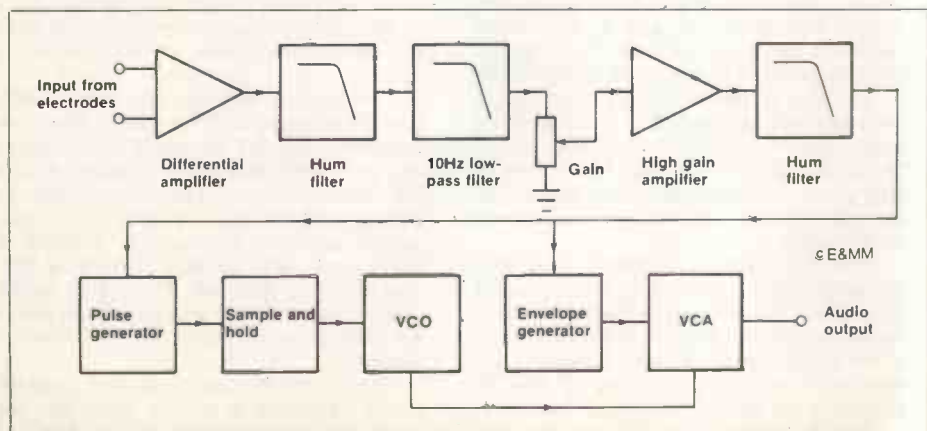 Input from
electrodes
Differential
amplifier
Hum
filter
10Hz low-
pass filter
Gain
High gain
amplifier
Hum
filter
©E&MM
Pulse
generator
Sample and
hold
VCO
Envelope
generator
VCA
Audio
output